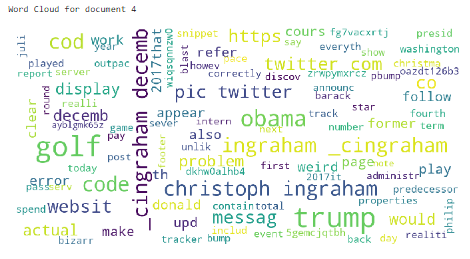 Word Cloud for document 4
juli
played
report
year
cod
work
server
outpac
snippet
pace
howev
blast
wiqsqnnzw0
2017that
_cingraham decemb
refer
https
cours
fg7vacxrtj
say
everyth
show
christma
presid
washington
display
round
realli
clear
decemb
ayblgmk65z
correctly
discov
twitter com
zrwpymxrcz
pbump
oazdt126b3
co
announc
barack
star
follow
pic twitter
appear
obama
track
fourth
term
golf
game
pay
post
sever
intern
number
former
also
unlik
next
ingraham _cingraham
error
today
code
footer
th
problem
weird
page
note
play
dkhw0alhb4
first
2017it
administr
predecessor
pass
serv
websit
christoph ingraham
properties
spend
donald
containtotal
messag
trump
would
philip
actual
make
upd
includ
bizarr
tracker
bump
event
5gemcjqtbh
back
day
realiti